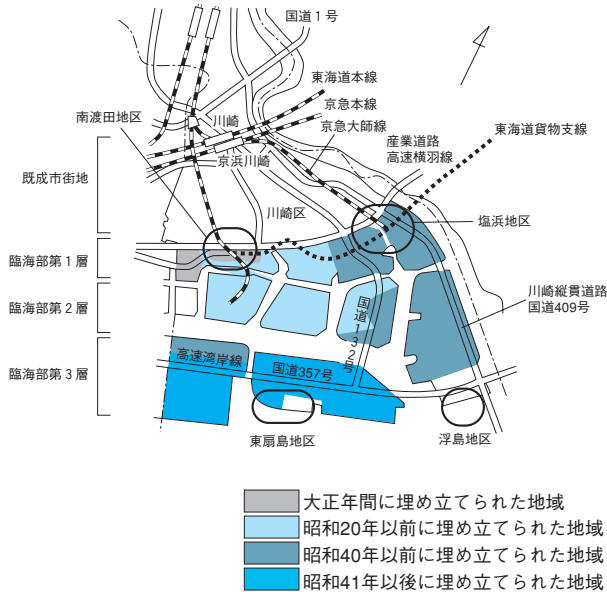 国道1号
東海道本線
京急本線
南渡田地区
川崎
京急大師線
東海道貨物支線
産業道路
高速横羽線
京浜川崎
既成市街地
川崎区
塩浜地区
臨海部第1層
川崎縦貫道路
国道409号
臨海部第2層
国道132号
高速湾岸線
国道357号
臨海部第3層
東扇島地区
浮島地区
大正年間に埋め立てられた地域
昭和20年以前に埋め立てられた地域
昭和40年以前に埋め立てられた地域
昭和41年以後に埋め立てられた地域